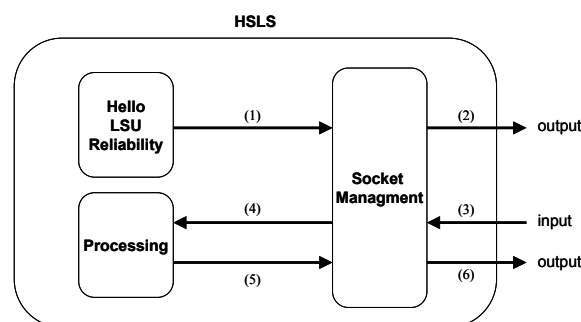 HSLS
Hello
LSU
Reliability
(1)
(2)
output
Socket
Managment
(4)
(3)
input
Processing
(5)
(6)
output